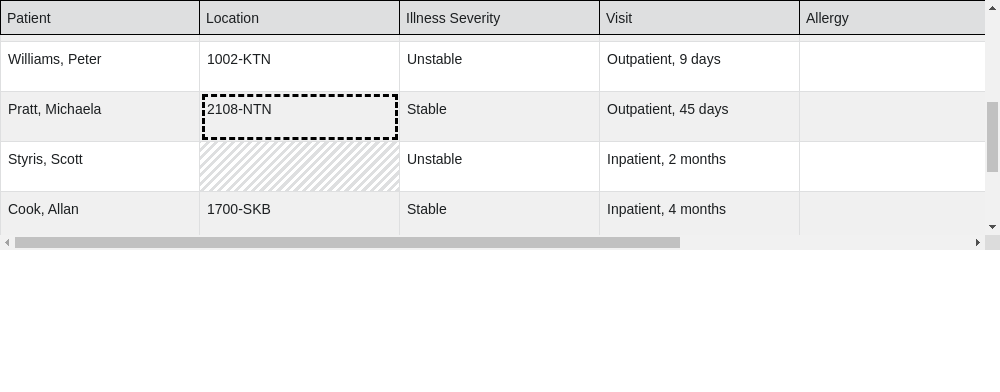 Patient Location Illness Severity Visit Allergy
Williams, Peter 1002-KTN Unstable Outpatient, 9 days
Pratt, Michaela 2108-NTN Stable Outpatient, 45 days
Styris, Scott Unstable Inpatient, 2 months
Cook, Allan 1700-SKB Stable Inpatient, 4 months